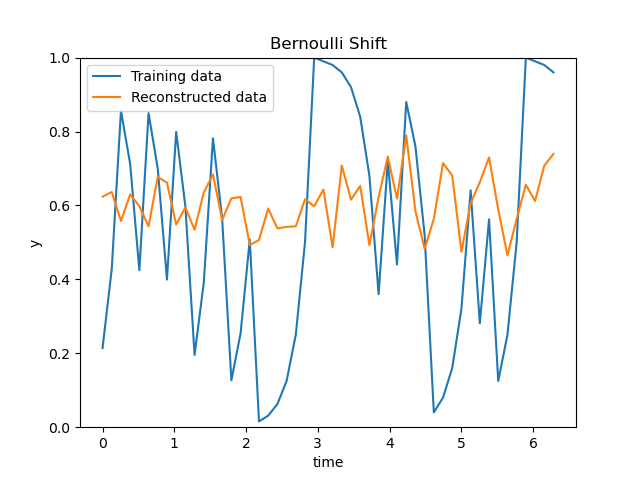 Bernoulli Shift
Training data
Reconstructed data
1.0
0.8
0.6
0.4
0.2
0.0
y
0 1 2 3 4 5 6
time